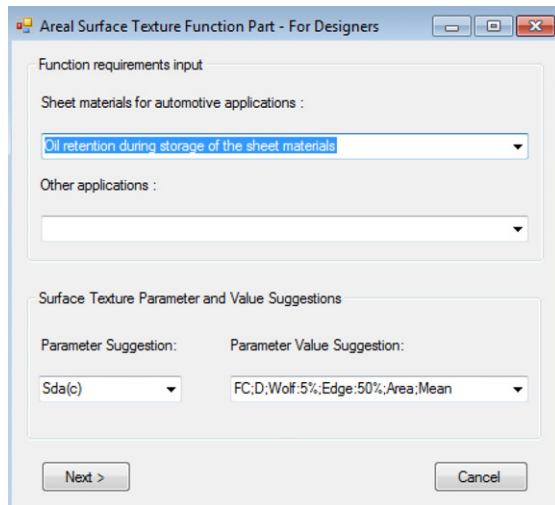 Areal Surface Texture Function Part - For Designers
Function requirements input
Sheet materials for automotive applications :
Oil retention during storage of the sheet materials
Other applications :
Surface Texture Parameter and Value Suggestions
Parameter Suggestion: Parameter Value Suggestion:
Sda(c) FC;D;Wolf:5%;Edge:50%;Area;Mean
Next > Cancel